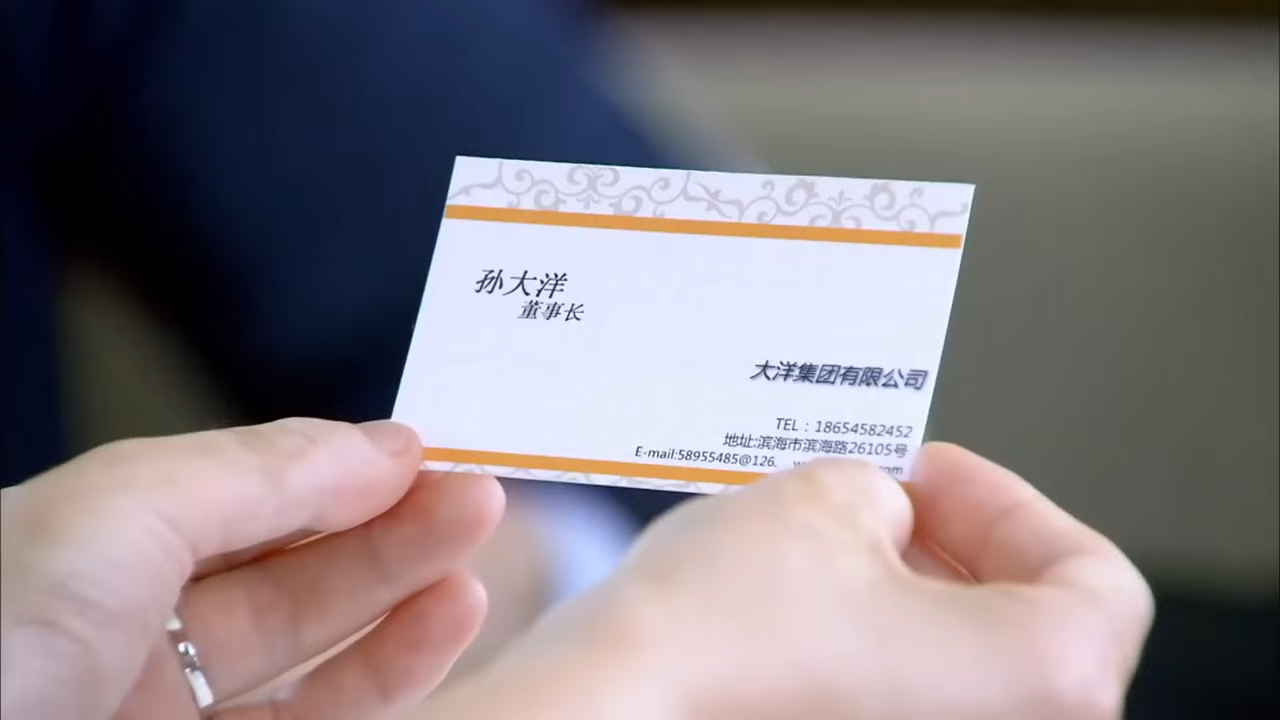 孙大洋
董事长
大洋集团有限公司
TEL：18654582452
地址:滨海市滨海路26105号
E-mail:58955485@126.